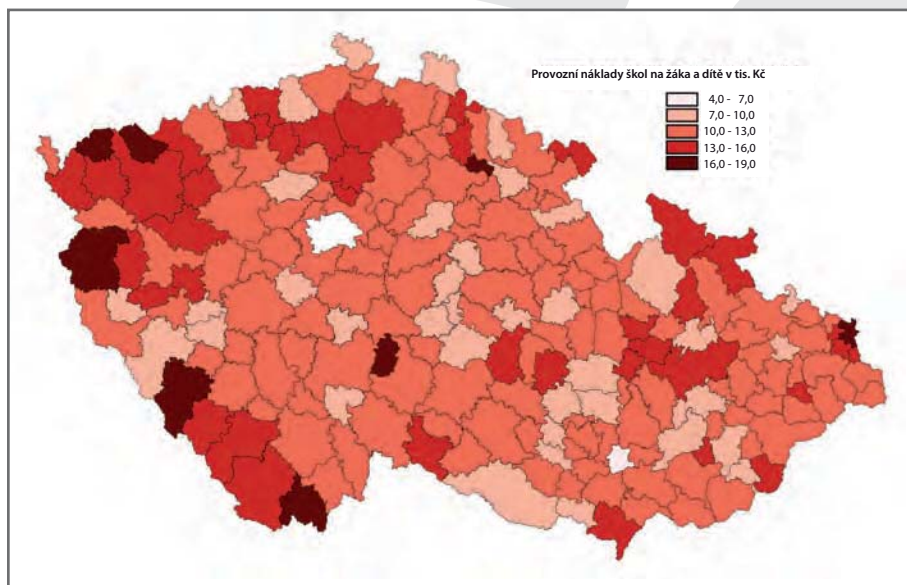 Provozní náklady škol na žáka a dítě v tis. Kč
4,0 - 7,0
7,0 - 10,0
10,0 - 13,0
13,0 - 16,0
16,0 - 19,0